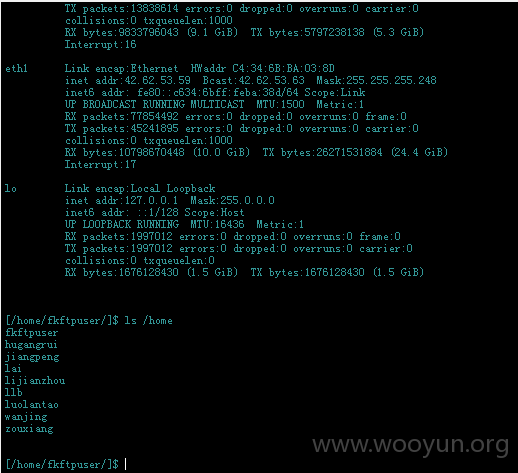 TX packets:13838614 errors:0 dropped:0 overruns:0 carrier:0
collisions:0 txqueuelen:1000
RX bytes:9833796043 (9.1 GiB)  TX bytes:5797238138 (5.3 GiB)
Interrupt:16
eth1 Link encap:Ethernet  HWaddr C4:34:6B:BA:03:8D
inet addr:42.62.53.59  Bcast:42.62.53.63  Mask:255.255.255.248
inet6 addr: fe80::c634:6bff:feba:38d/64 Scope:Link
UP BROADCAST RUNNING MULTICAST  MTU:1500  Metric:1
RX packets:77854492 errors:0 dropped:0 overruns:0 frame:0
TX packets:45241895 errors:0 dropped:0 overruns:0 carrier:0
collisions:0 txqueuelen:1000
RX bytes:10798670448 (10.0 GiB)  TX bytes:26271531884 (24.4 GiB)
Interrupt:17
lo Link encap:Local Loopback
inet addr:127.0.0.1  Mask:255.0.0.0
inet6 addr: ::1/128 Scope:Host
UP LOOPBACK RUNNING  MTU:16436  Metric:1
RX packets:1997012 errors:0 dropped:0 overruns:0 frame:0
TX packets:1997012 errors:0 dropped:0 overruns:0 carrier:0
collisions:0 txqueuelen:0
RX bytes:1676128430 (1.5 GiB)  TX bytes:1676128430 (1.5 GiB)
[/home/fkftpuser/]$ ls /home
fkftpuser
hugangrui
jiangpeng
lai
lijianzhou
llb
luolantao
wanjing
zouxiang
www.wooyun.org
[/home/fkftpuser/]$